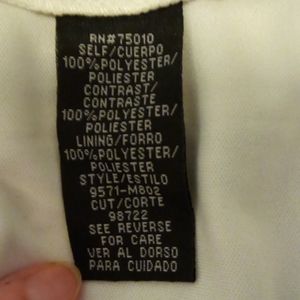 RN#75010
SELF/CUERPO
100%POLYESTER/
POLIESTER
CONTRAST/
CONTRASTE
100%POLYESTER/
POLIESTER
LINING/FORRO
100%POLYESTER/
POLIESTER
STYLE/ESTILO
9571-M802
CUT/CORTE
98722
SEE REVERSE
FOR CARE
VER AL DORSO
PARA CUIDADO